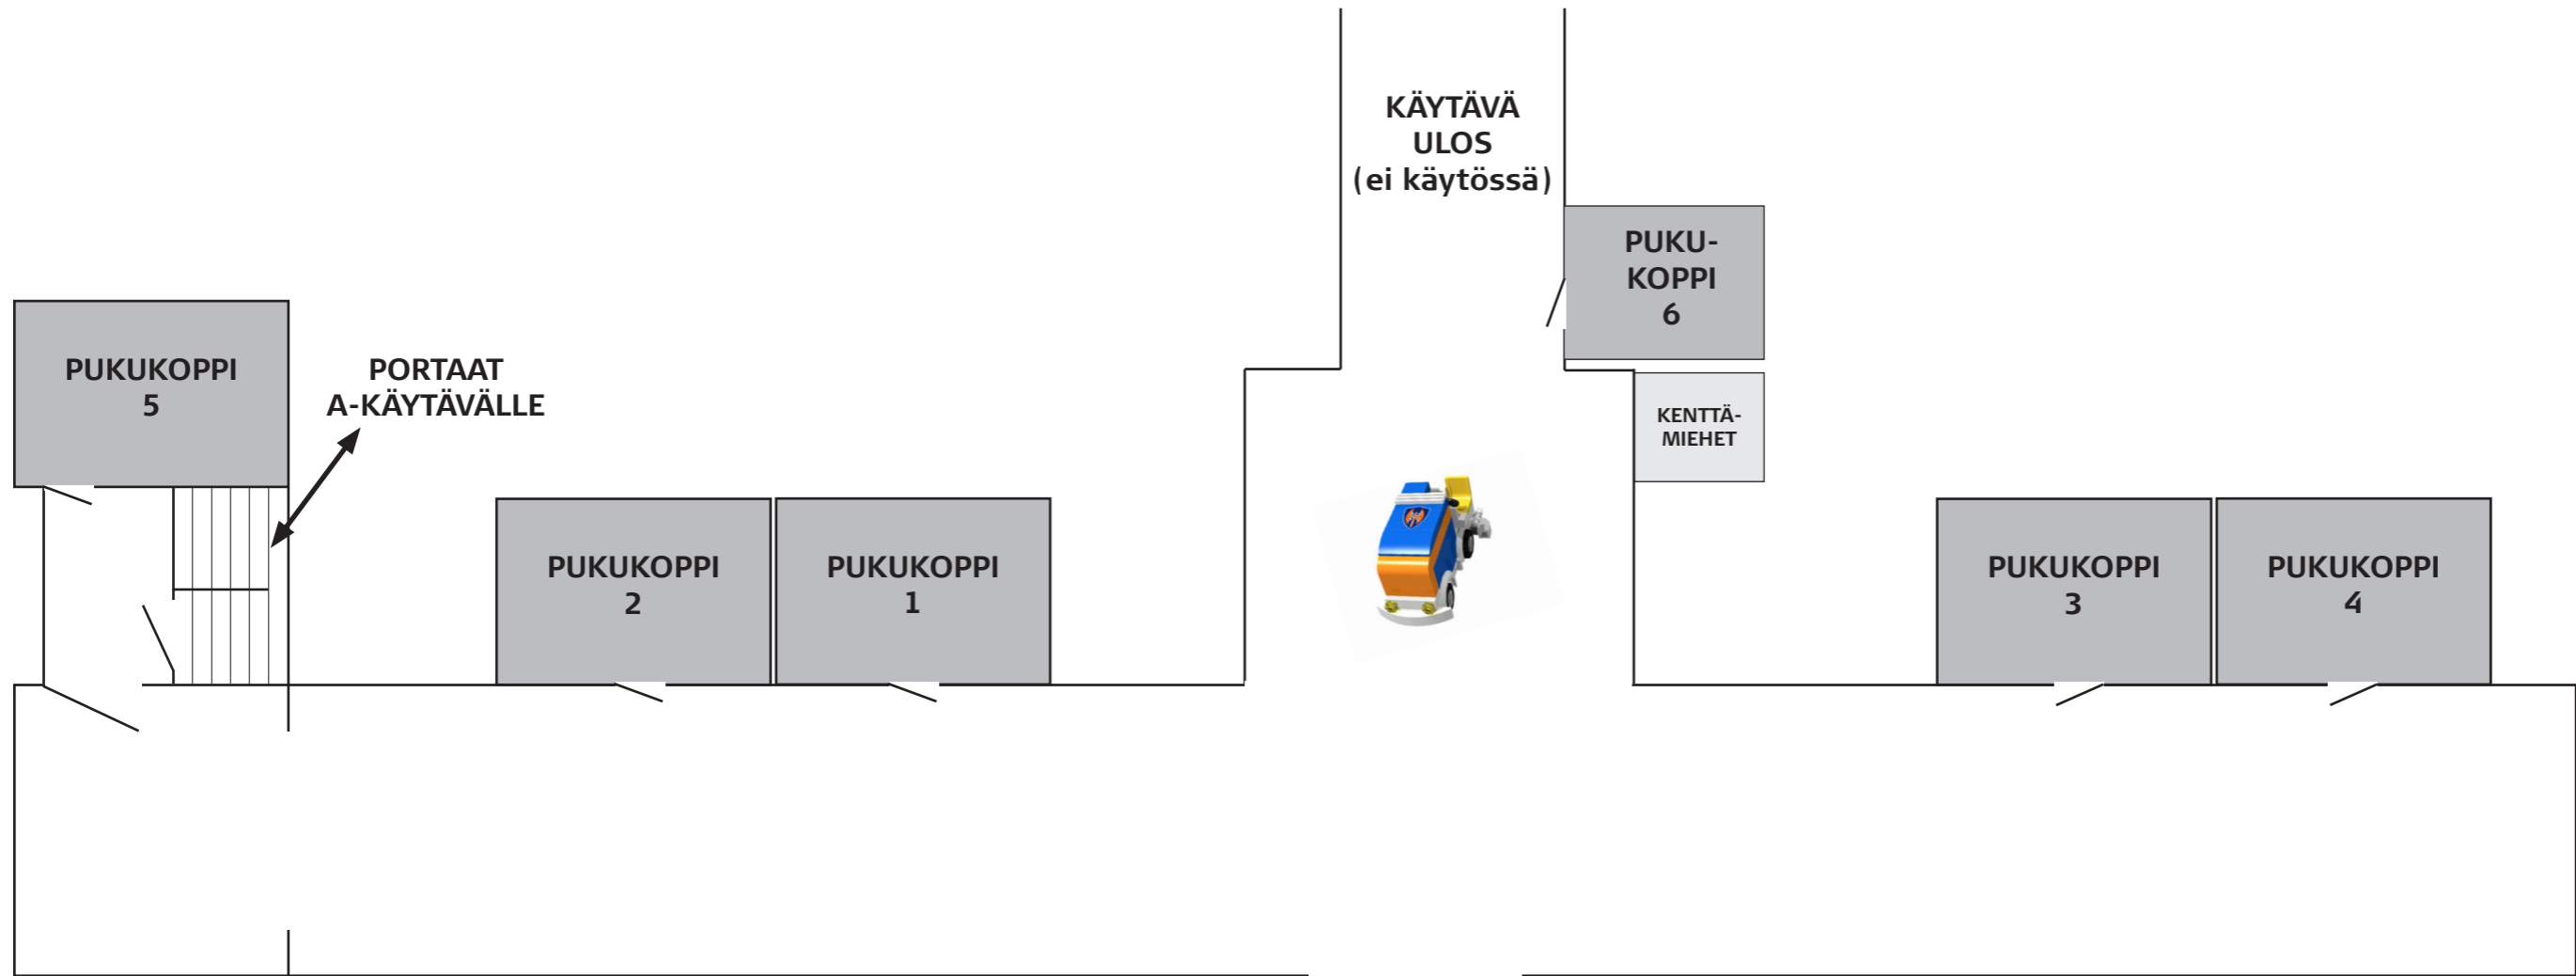 KÄYTÄVÄ
ULOS
(ei käytössä)
PUKU-
KOPPI
6
PUKUKOPPI
5
PORTAAT
A-KÄYTÄVÄLLE
KENTTÄ-
MIEHET
PUKUKOPPI
2
PUKUKOPPI
1
PUKUKOPPI
3
PUKUKOPPI
4